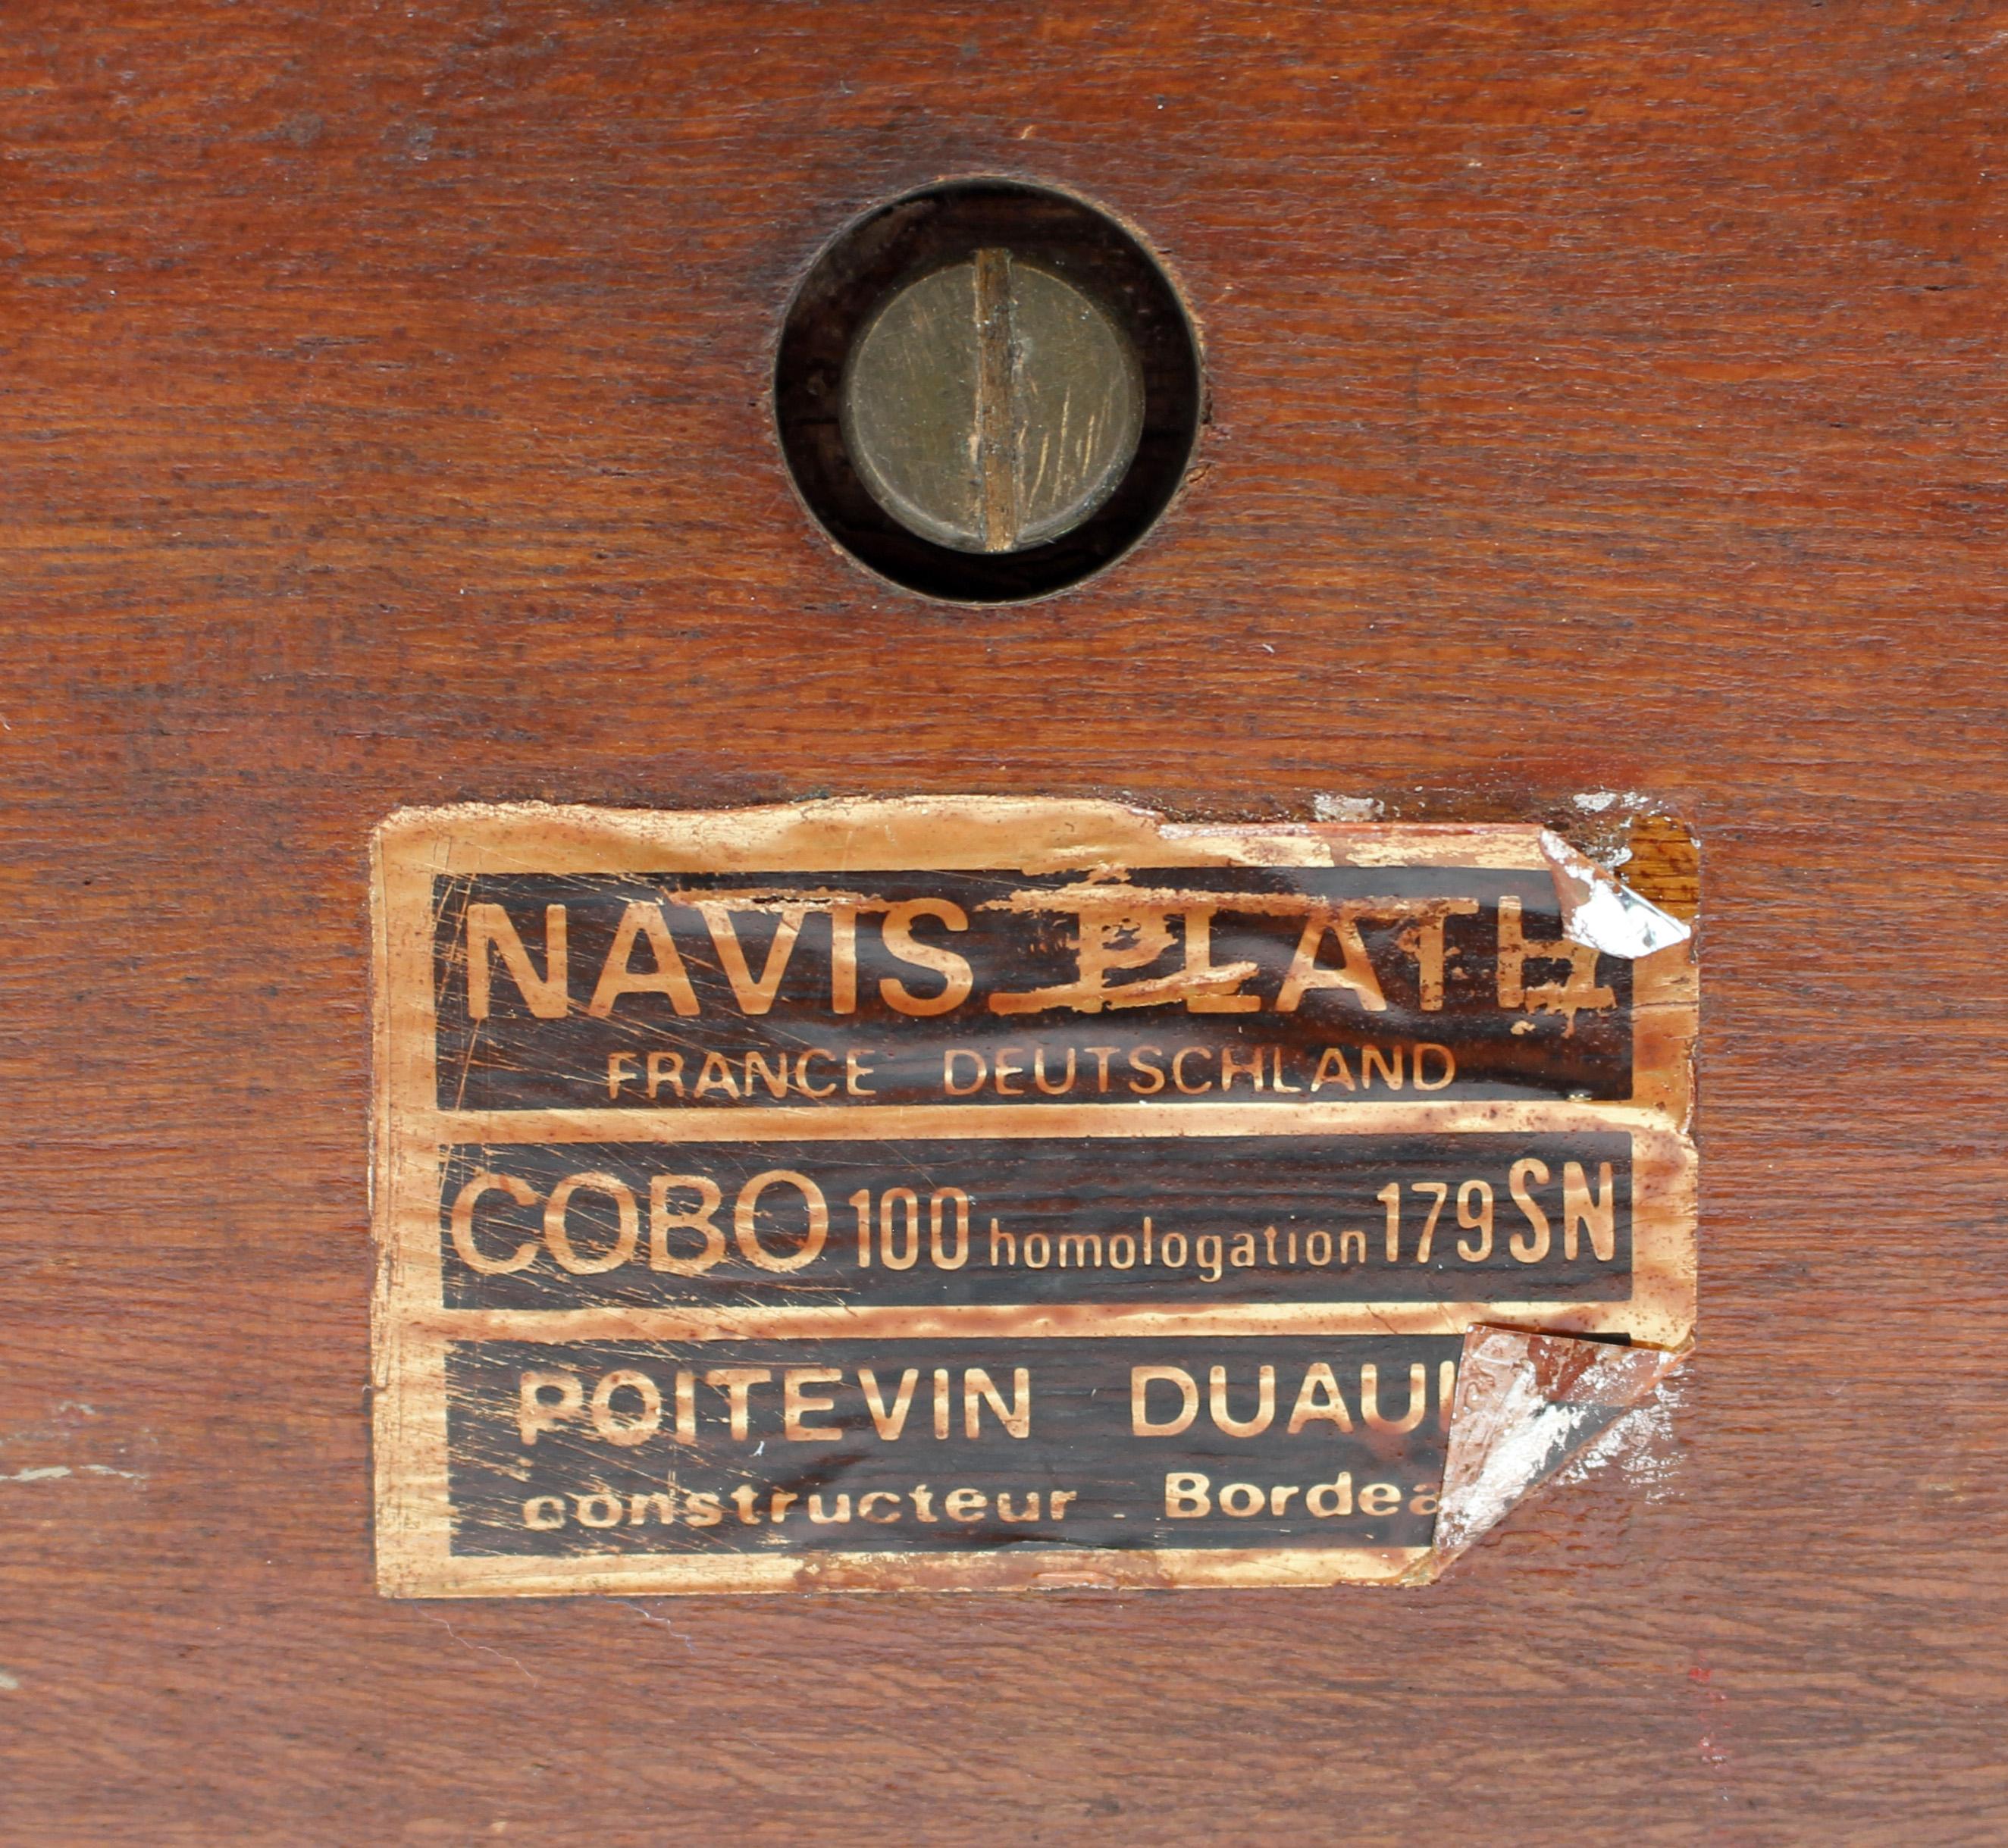 NAVIS PLATH
FRANCE DEUTSCHLAND
COBO 100 homologation 179 SN
POITEVIN
constructeur